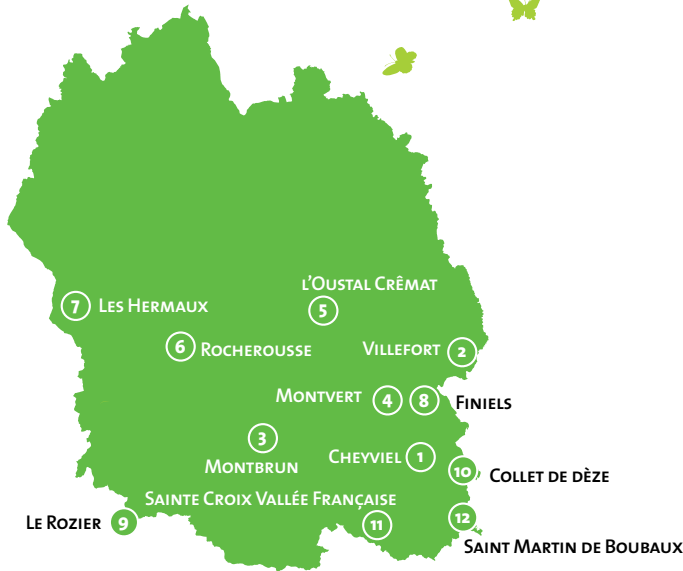 l'Oustal Crêmat
5
7 Les Hermaux
6 Rocherousse
Villefort 2
Montvert 4 8 Finiels
3
Montbrun
Cheyviel 1
10 Collet de dèze
Sainte Croix Vallée Française
Le Rozier 9
11
12
Saint Martin de Boubaux